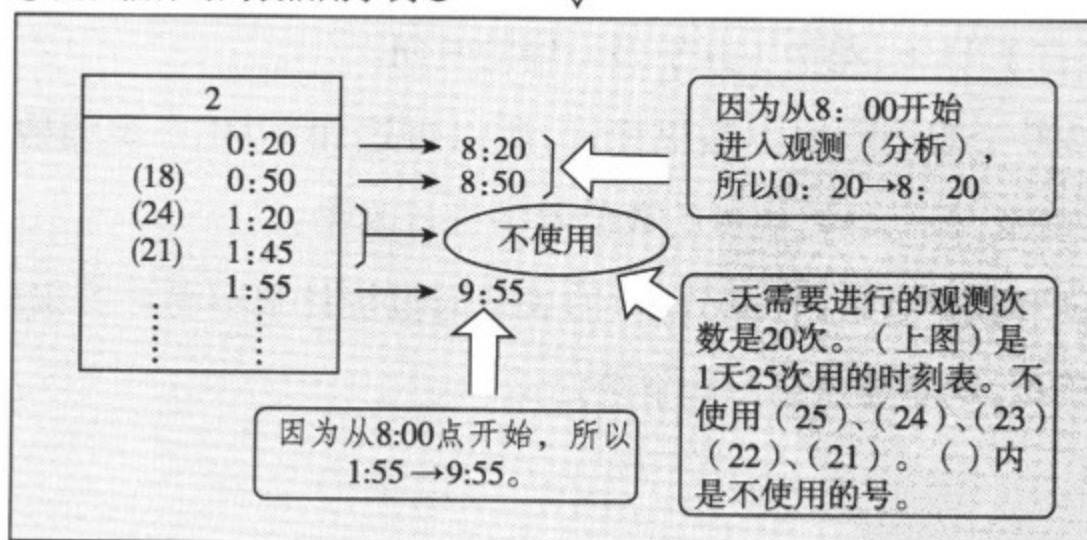 2
0:20 → 8:20
(18) 0:50 → 8:50
(24) 1:20
(21) 1:45
不使用
1:55 → 9:55
因为从8：00开始
进入观测（分析），
所以0：20→8：20
一天需要进行的观测次
数是20次。（上图）是
1天25次用的时刻表。不
使用（25）、（24）、（23）
（22）、（21）。（ ）内
是不使用的号。
因为从8:00点开始，所以
1:55→9:55。